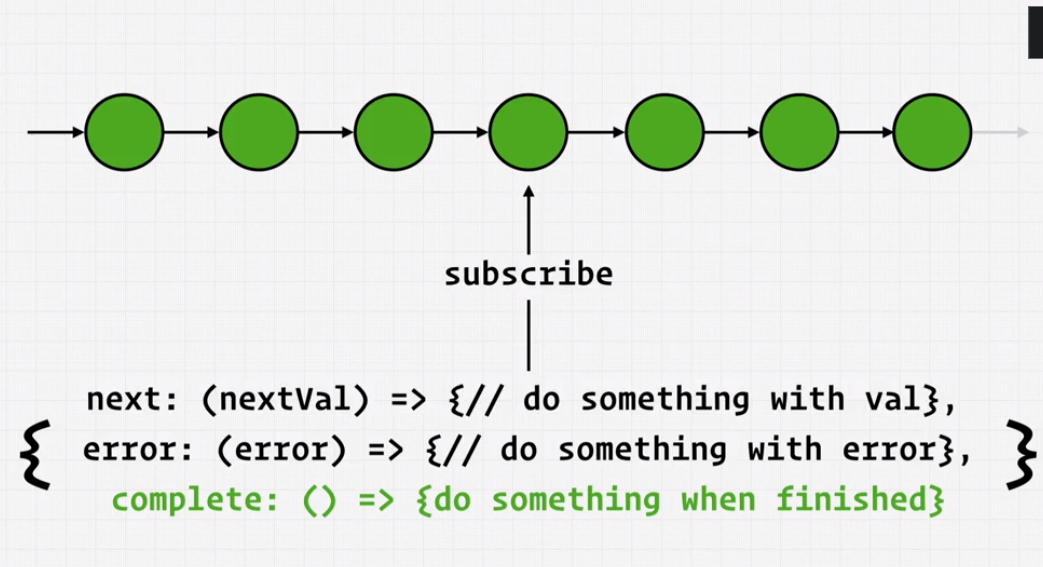 subscribe
next: (nextVal) => {// do something with val},
{ error: (error) => {// do something with error}, }
complete: () => {do something when finished}